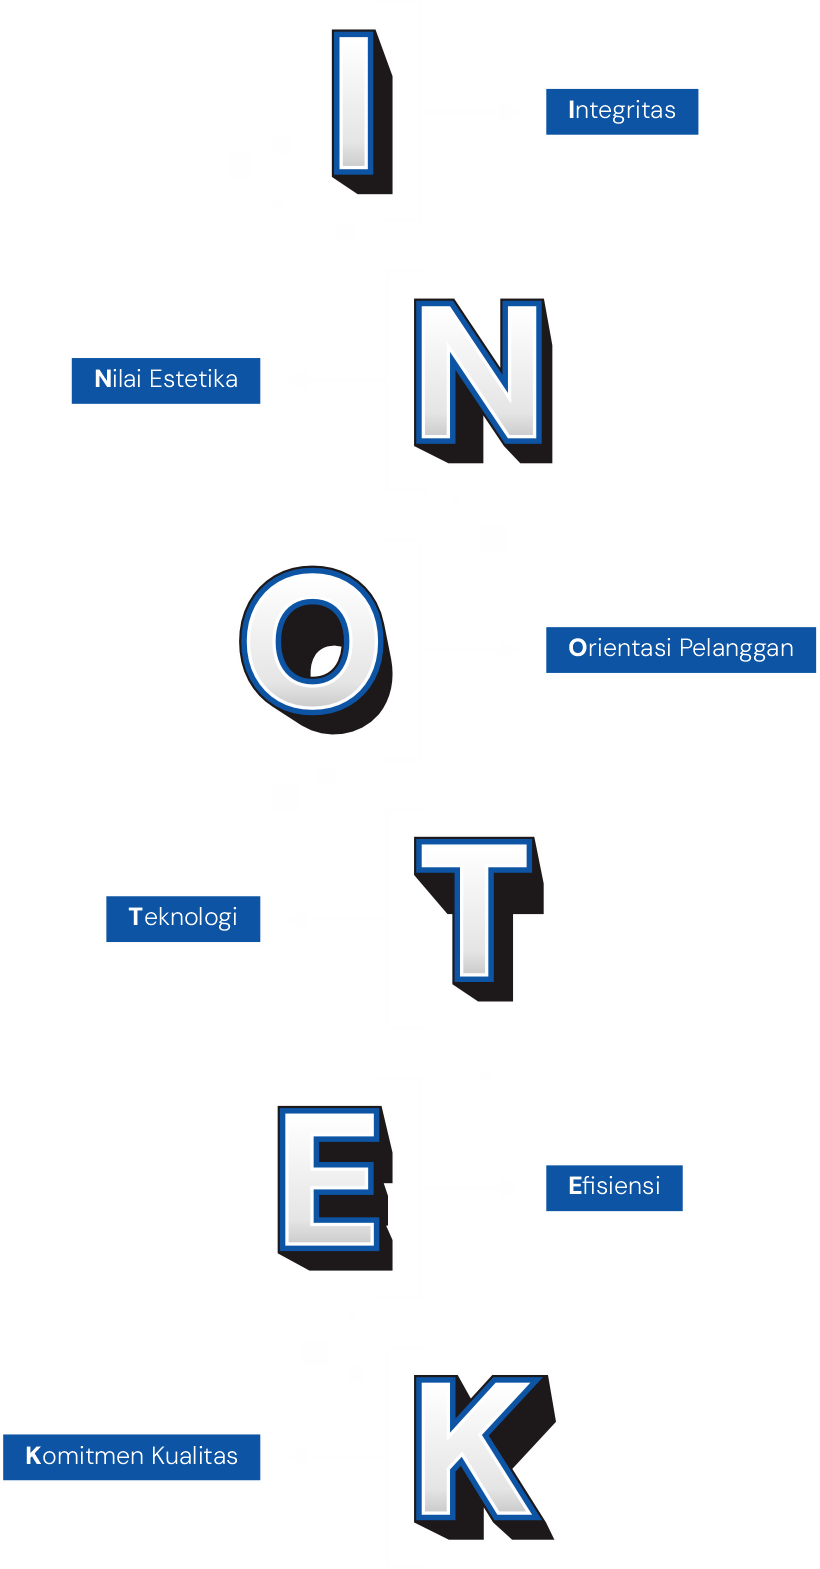 I
Integritas
N
Nilai Estetika
O
Orientasi Pelanggan
T
Teknologi
E
Efisiensi
K
Komitmen Kualitas